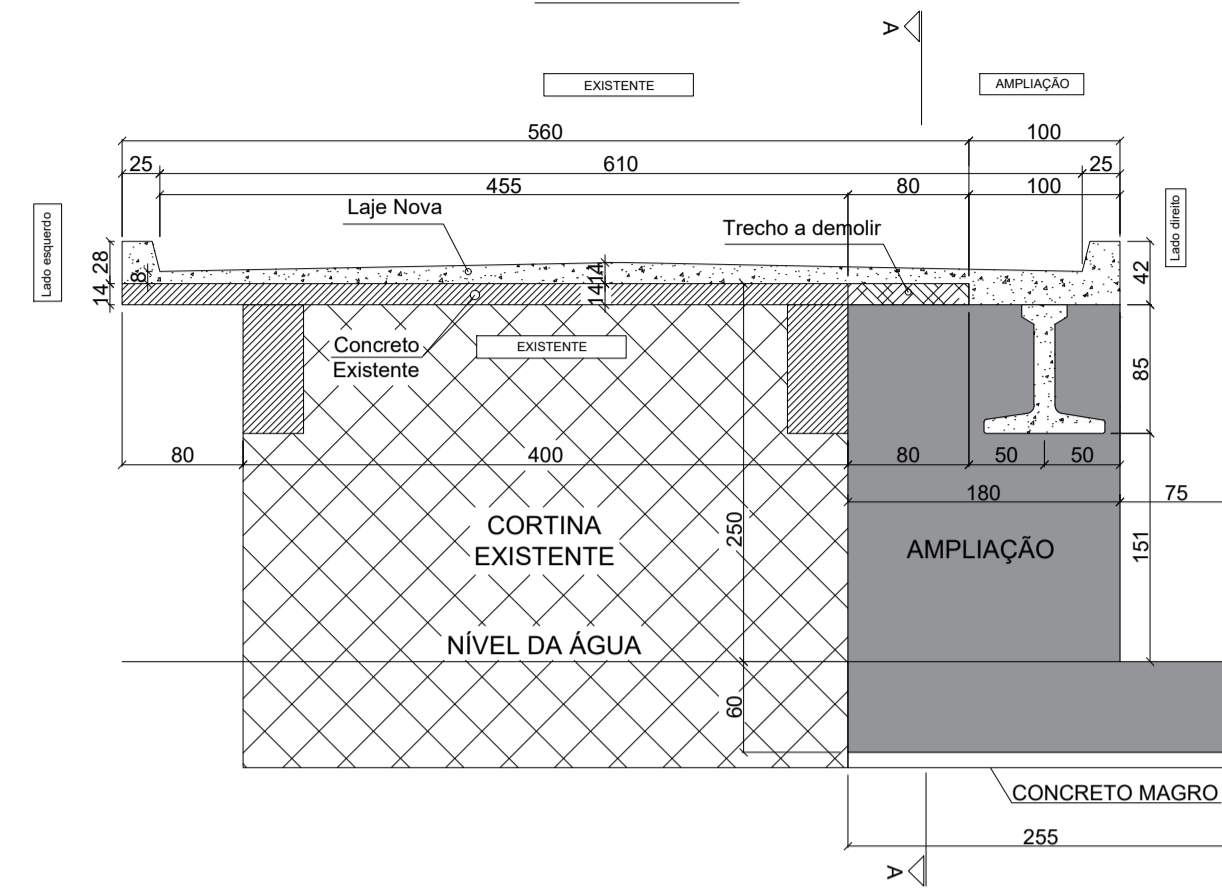 A
EXISTENTE
AMPLIAÇÃO
560
100
25
610
25
455
80
100
Lado esquerdo
Laje Nova
Trecho a demolir
Lado direito
28
8
14
14
14
42
Concreto
Existente
EXISTENTE
85
80
400
80
50
50
180
75
CORTINA
EXISTENTE
250
AMPLIAÇÃO
151
NÍVEL DA ÁGUA
60
CONCRETO MAGRO
255
A